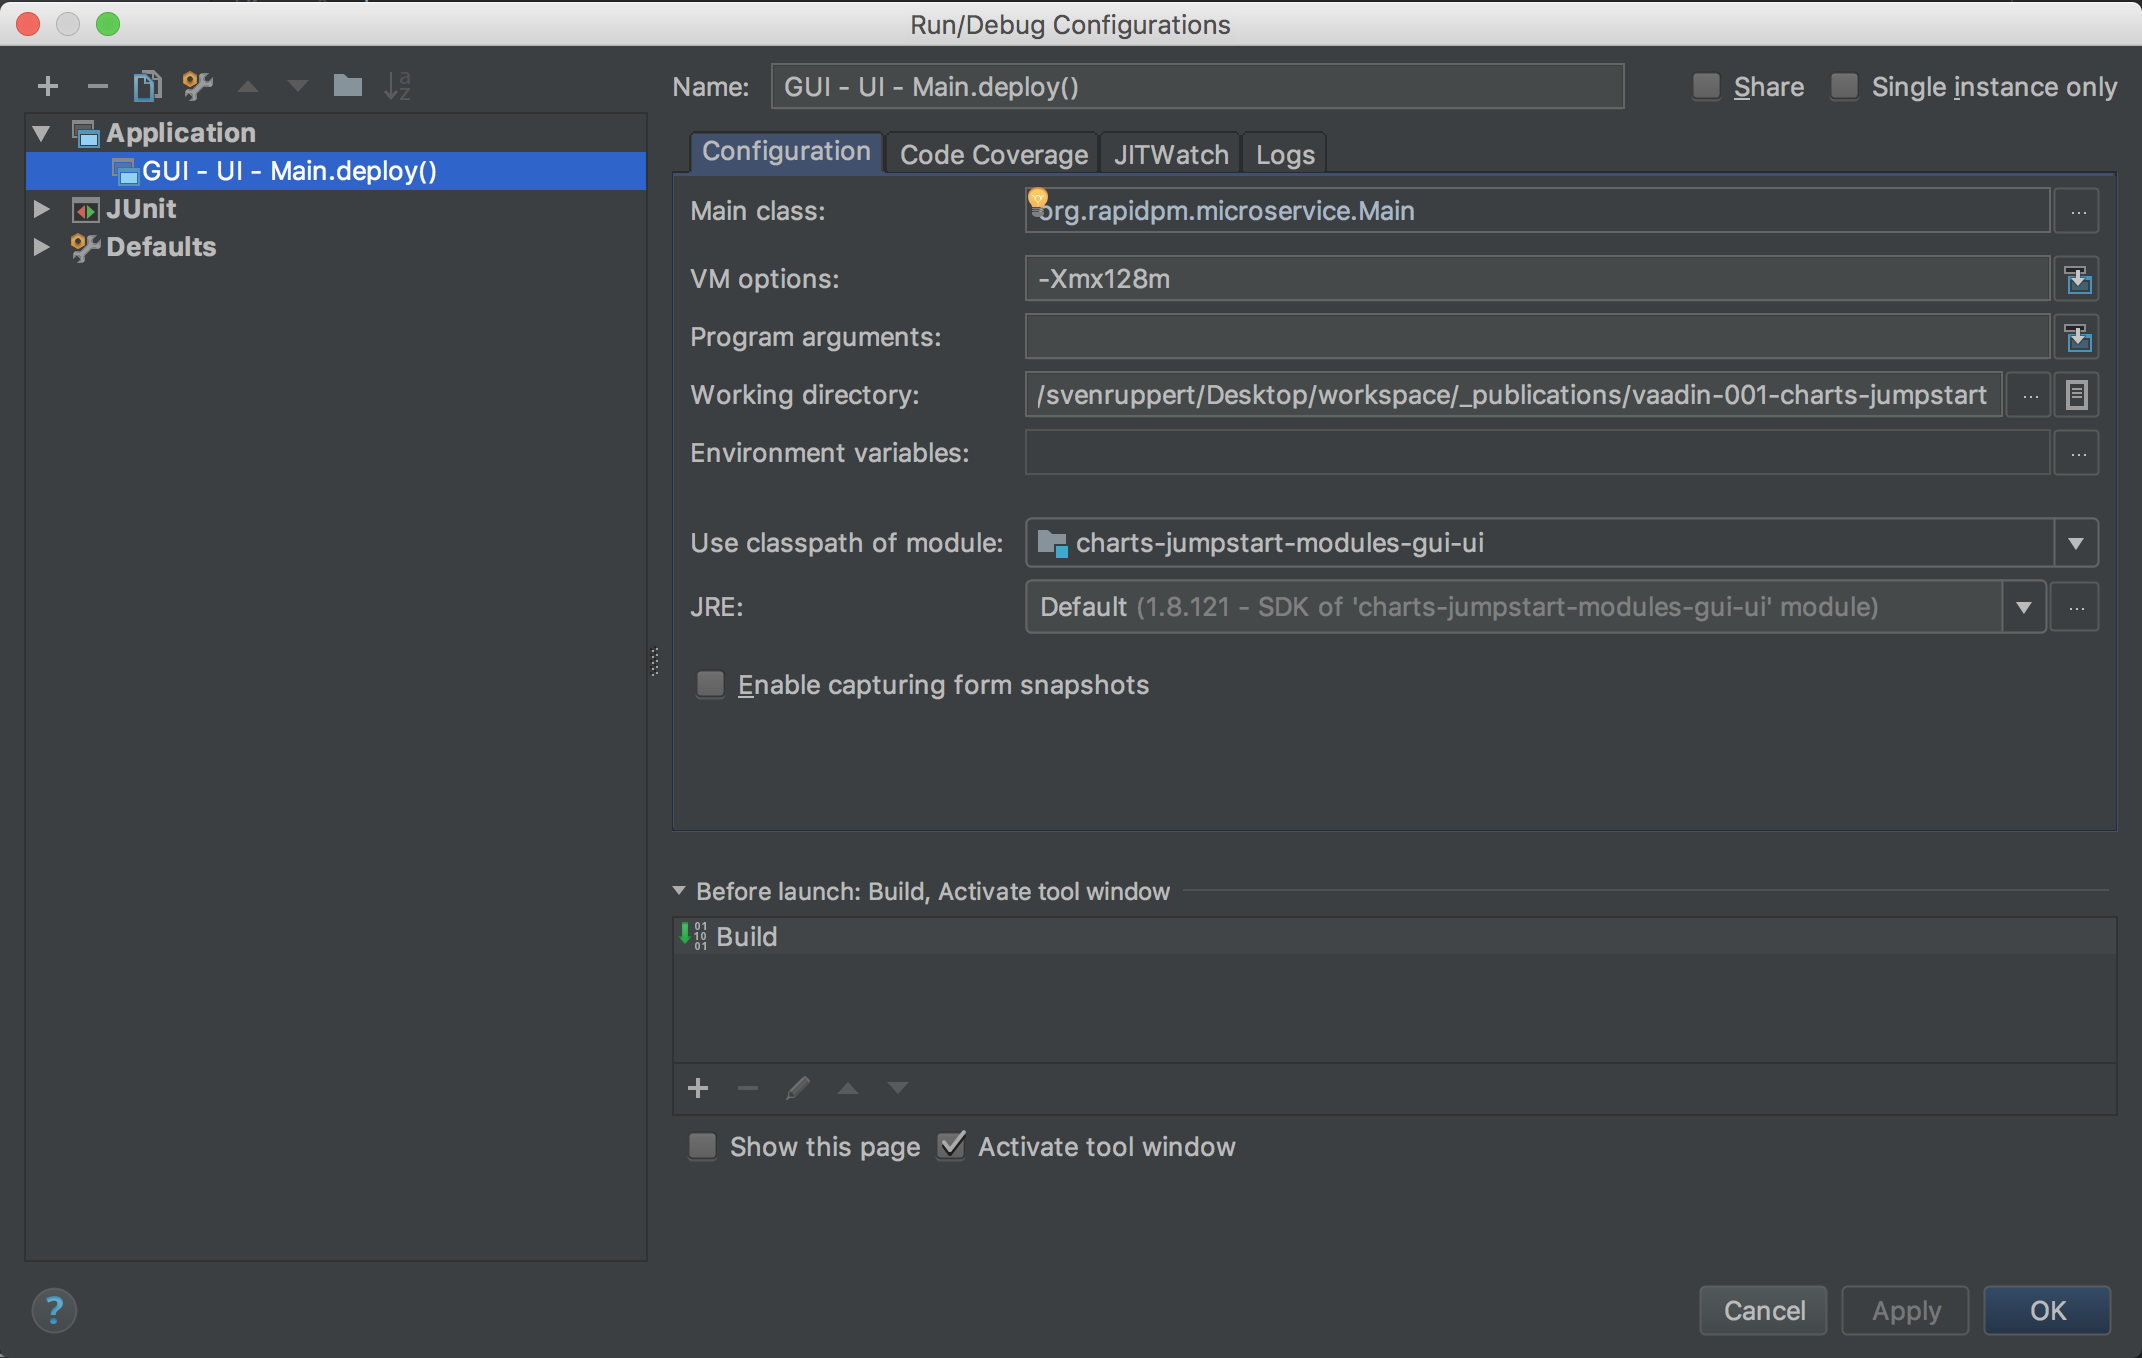 Run/Debug Configurations
Name: GUI - UI - Main.deploy() Share Single instance only
Application
GUI - UI - Main.deploy()
JUnit
Defaults
Configuration Code Coverage JITWatch Logs
Main class: org.rapidpm.microservice.Main ...
VM options: -Xmx128m
Program arguments:
Working directory: /svenruppert/Desktop/workspace/_publications/vaadin-001-charts-jumpstart ...
Environment variables: ...
Use classpath of module: charts-jumpstart-modules-gui-ui
JRE: Default (1.8.121 - SDK of 'charts-jumpstart-modules-gui-ui' module) ...
Enable capturing form snapshots
Before launch: Build, Activate tool window
Build
Show this page Activate tool window
? Cancel Apply OK